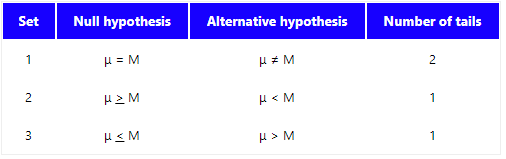 Set Null hypothesis Alternative hypothesis Number of tails
1 μ = M μ ≠ M 2
2 μ ≥ M μ < M 1
3 μ ≤ M μ > M 1